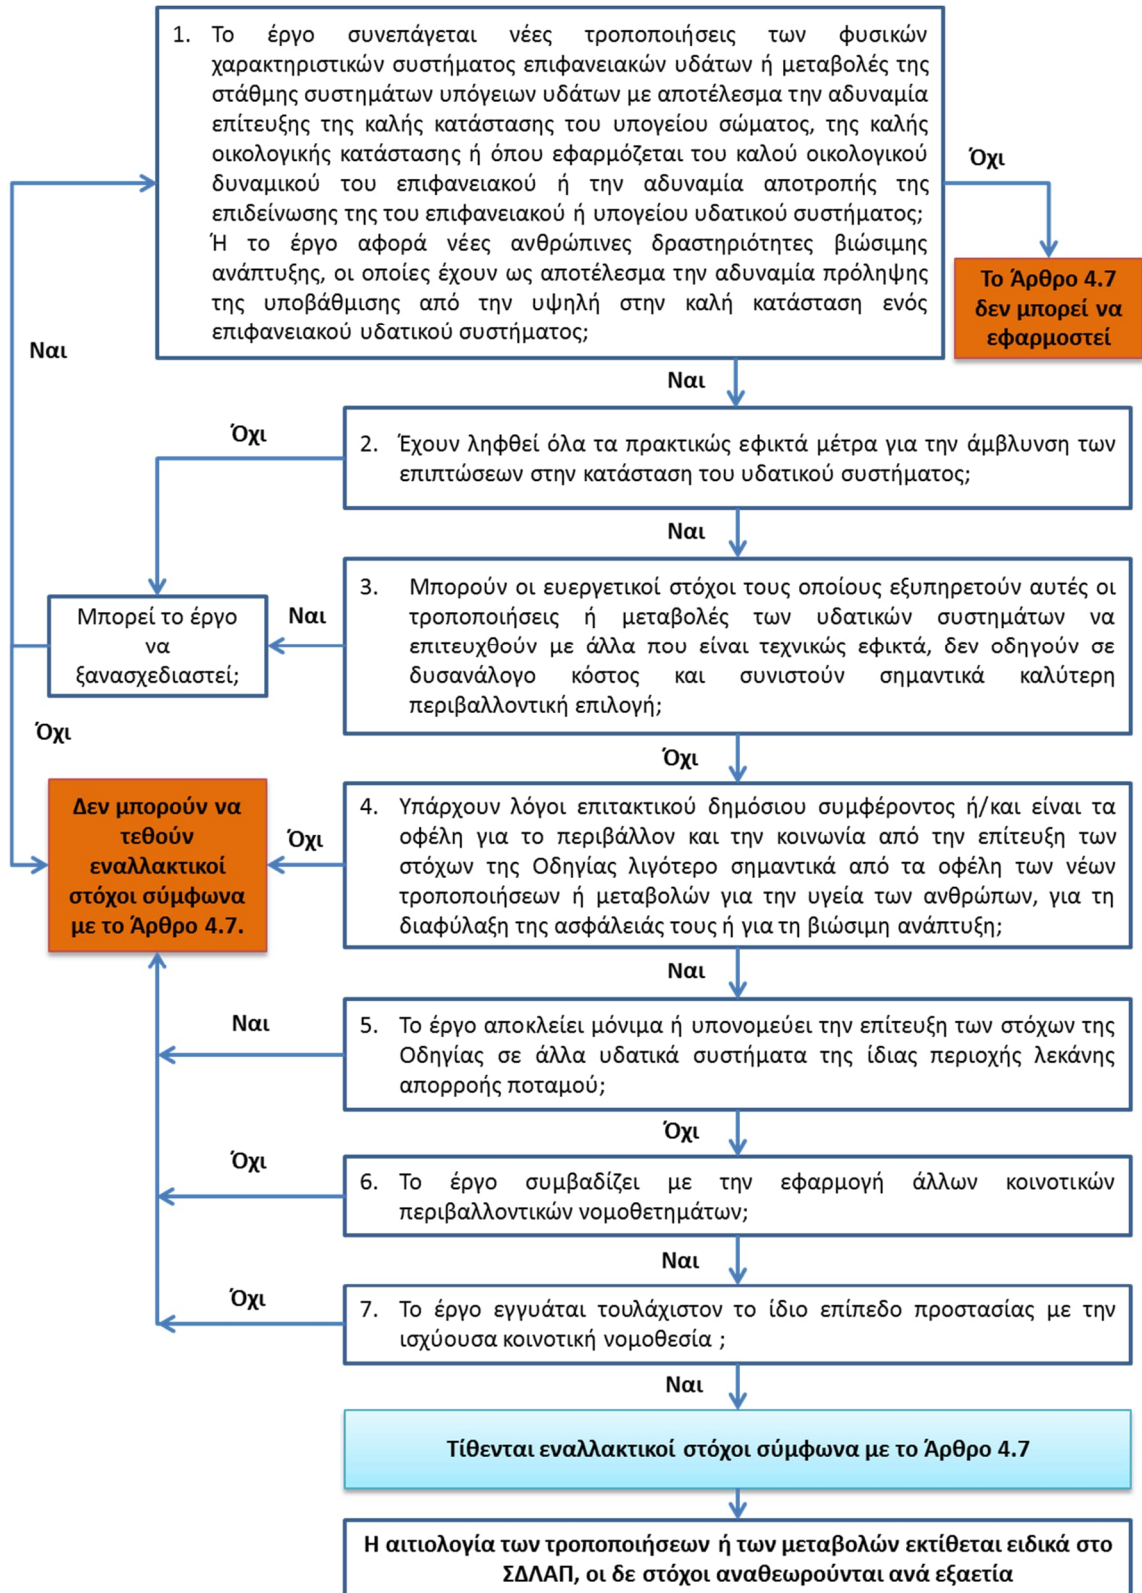 1. Το έργο συνεπάγεται νέες τροποποιήσεις των φυσικών
χαρακτηριστικών συστήματος επιφανειακών υδάτων ή μεταβολές της
στάθμης συστημάτων υπόγειων υδάτων με αποτέλεσμα την αδυναμία
επίτευξης της καλής κατάστασης του υπογείου σώματος, της καλής
οικολογικής κατάστασης ή όπου εφαρμόζεται του καλού οικολογικού
δυναμικού του επιφανειακού ή την αδυναμία αποτροπής της
επιδείνωσης της του επιφανειακού ή υπογείου υδατικού συστήματος;
Ή το έργο αφορά νέες ανθρώπινες δραστηριότητες βιώσιμης
ανάπτυξης, οι οποίες έχουν ως αποτέλεσμα την αδυναμία πρόληψης
της υποβάθμισης από την υψηλή στην καλή κατάσταση ενός
επιφανειακού υδατικού συστήματος;
Όχι
Το Άρθρο 4.7
δεν μπορεί να
εφαρμοστεί
Ναι
Ναι
Όχι
2. Έχουν ληφθεί όλα τα πρακτικώς εφικτά μέτρα για την άμβλυνση των
επιπτώσεων στην κατάσταση του υδατικού συστήματος;
Ναι
3. Μπορούν οι ευεργετικοί στόχοι τους οποίους εξυπηρετούν αυτές οι
τροποποιήσεις ή μεταβολές των υδατικών συστημάτων να
επιτευχθούν με άλλα που είναι τεχνικώς εφικτά, δεν οδηγούν σε
δυσανάλογο κόστος και συνιστούν σημαντικά καλύτερη
περιβαλλοντική επιλογή;
Ναι
Μπορεί το έργο
να
ξανασχεδιαστεί;
Όχι
Όχι
4. Υπάρχουν λόγοι επιτακτικού δημόσιου συμφέροντος ή/και είναι τα
οφέλη για το περιβάλλον και την κοινωνία από την επίτευξη των
στόχων της Οδηγίας λιγότερο σημαντικά από τα οφέλη των νέων
τροποποιήσεων ή μεταβολών για την υγεία των ανθρώπων, για τη
διαφύλαξη της ασφάλειάς τους ή για τη βιώσιμη ανάπτυξη;
Όχι
Δεν μπορούν να
τεθούν
εναλλακτικοί
στόχοι σύμφωνα
με το Άρθρο 4.7.
Ναι
Ναι
5. Το έργο αποκλείει μόνιμα ή υπονομεύει την επίτευξη των στόχων της
Οδηγίας σε άλλα υδατικά συστήματα της ίδιας περιοχής λεκάνης
απορροής ποταμού;
Όχι
Όχι
6. Το έργο συμβαδίζει με την εφαρμογή άλλων κοινοτικών
περιβαλλοντικών νομοθετημάτων;
Ναι
Όχι
7. Το έργο εγγυάται τουλάχιστον το ίδιο επίπεδο προστασίας με την
ισχύουσα κοινοτική νομοθεσία ;
Ναι
Τίθενται εναλλακτικοί στόχοι σύμφωνα με το Άρθρο 4.7
Η αιτιολογία των τροποποιήσεων ή των μεταβολών εκτίθεται ειδικά στο
ΣΔΛΑΠ, οι δε στόχοι αναθεωρούνται ανά εξαετία